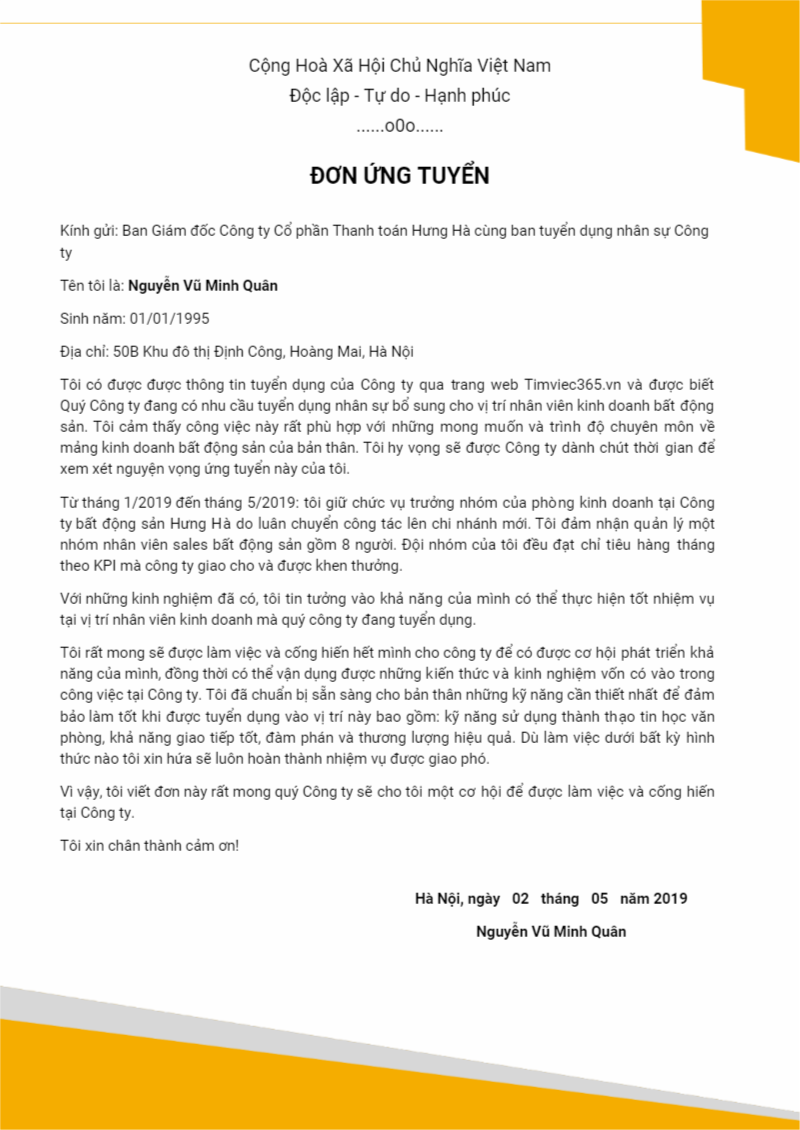 Cộng Hoà Xã Hội Chủ Nghĩa Việt Nam
Độc lập - Tự do - Hạnh phúc
......o0o......
ĐƠN ỨNG TUYỂN
Kính gửi: Ban Giám đốc Công ty Cổ phần Thanh toán Hưng Hà cùng ban tuyển dụng nhân sự Công
ty
Tên tôi là: Nguyễn Vũ Minh Quân
Sinh năm: 01/01/1995
Địa chỉ: 50B Khu đô thị Định Công, Hoàng Mai, Hà Nội
Tôi có được được thông tin tuyển dụng của Công ty qua trang web Timviec365.vn và được biết
Quý Công ty đang có nhu cầu tuyển dụng nhân sự bổ sung cho vị trí nhân viên kinh doanh bất động
sản. Tôi cảm thấy công việc này rất phù hợp với những mong muốn và trình độ chuyên môn về
mảng kinh doanh bất động sản của bản thân. Tôi hy vọng sẽ được Công ty dành chút thời gian để
xem xét nguyện vọng ứng tuyển này của tôi.
Từ tháng 1/2019 đến tháng 5/2019: tôi giữ chức vụ trưởng nhóm của phòng kinh doanh tại Công
ty bất động sản Hưng Hà do luân chuyển công tác lên chi nhánh mới. Tôi đảm nhận quản lý một
nhóm nhân viên sales bất động sản gồm 8 người. Đội nhóm của tôi đều đạt chỉ tiêu hàng tháng
theo KPI mà công ty giao cho và được khen thưởng.
Với những kinh nghiệm đã có, tôi tin tưởng vào khả năng của mình có thể thực hiện tốt nhiệm vụ
tại vị trí nhân viên kinh doanh mà quý công ty đang tuyển dụng.
Tôi rất mong sẽ được làm việc và cống hiến hết mình cho công ty để có được cơ hội phát triển khả
năng của mình, đồng thời có thể vận dụng được những kiến thức và kinh nghiệm vốn có vào trong
công việc tại Công ty. Tôi đã chuẩn bị sẵn sàng cho bản thân những kỹ năng cần thiết nhất để đảm
bảo làm tốt khi được tuyển dụng vào vị trí này bao gồm: kỹ năng sử dụng thành thạo tin học văn
phòng, khả năng giao tiếp tốt, đàm phán và thương lượng hiệu quả. Dù làm việc dưới bất kỳ hình
thức nào tôi xin hứa sẽ luôn hoàn thành nhiệm vụ được giao phó.
Vì vậy, tôi viết đơn này rất mong quý Công ty sẽ cho tôi một cơ hội để được làm việc và cống hiến
tại Công ty.
Tôi xin chân thành cảm ơn!
Hà Nội, ngày 02 tháng 05 năm 2019
Nguyễn Vũ Minh Quân